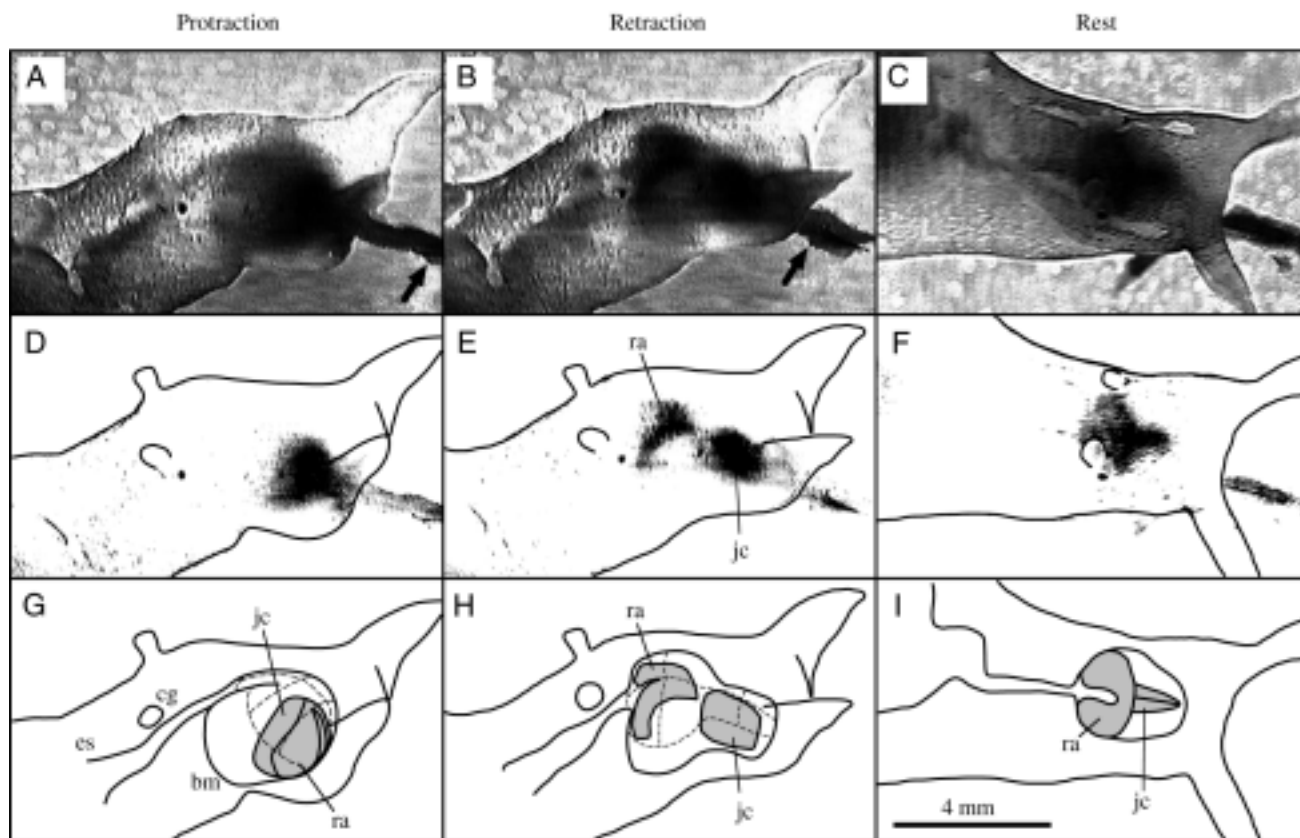 Protraction Retraction Rest
A B C
D E ra F
jc
G jc H ra I
cg
es
bm ra jc ra jc
4 mm